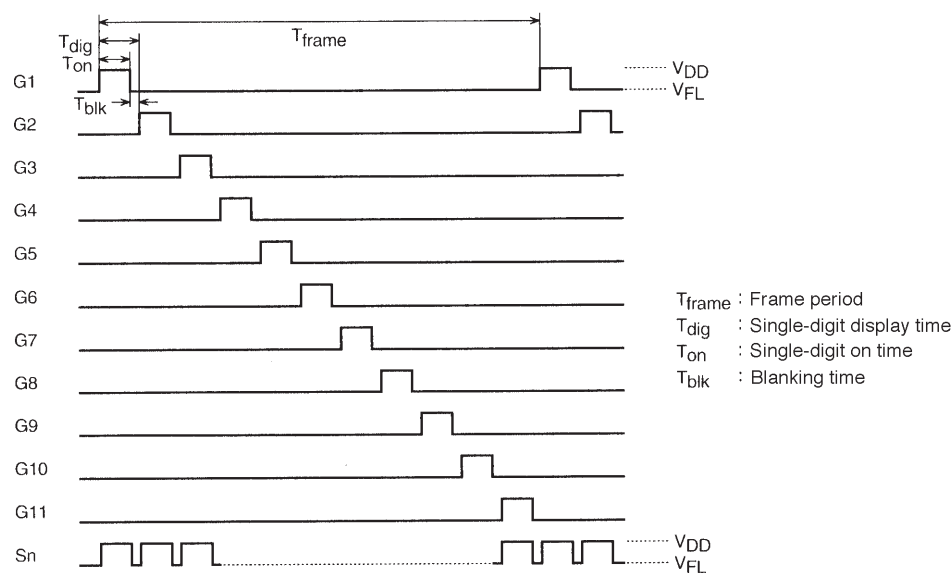 Tframe
Tdig
Ton
G1
VDD
VFL
Tblk
G2
G3
G4
G5
G6
Tframe : Frame period
Tdig : Single-digit display time
G7
Ton : Single-digit on time
Tblk : Blanking time
G8
G9
G10
G11
Sn
VDD
VFL